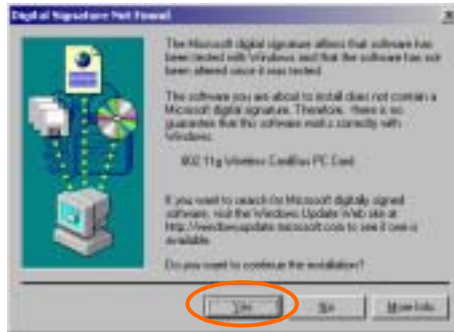 Digital Signature Not Found
The Microsoft digital signature affirms that software has
been tested with Windows and that the software has not
been altered since it was tested.
The software you are about to install does not contain a
Microsoft digital signature. Therefore, there is no
guarantee that this software works correctly with
Windows.
802.11g Wireless CardBus PC Card
If you want to search for Microsoft digitally signed
software, visit the Windows Update Web site at
http://windowsupdate.microsoft.com to see if one is
available.
Do you want to continue the installation?
Yes
No
More Info